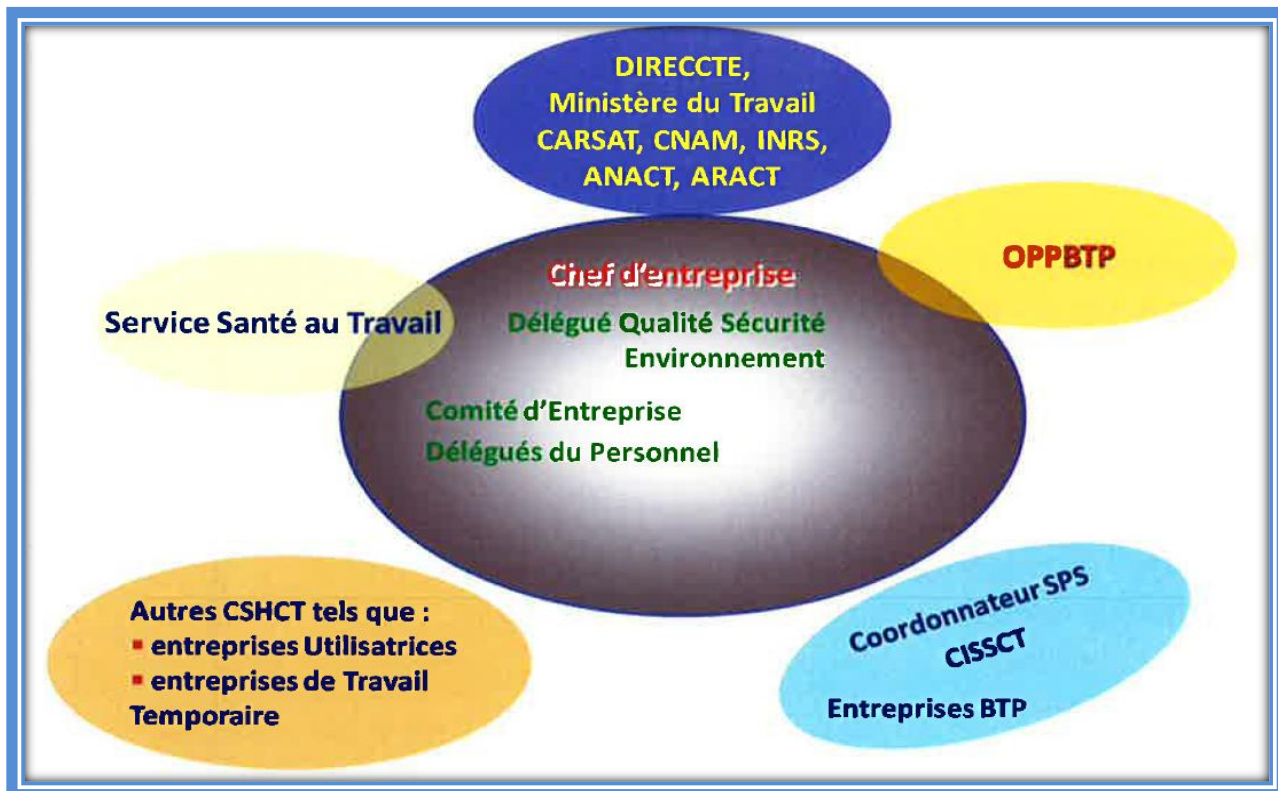 DIRECCTE,
Ministère du Travail
CARSAT, CNAM, INRS,
ANACT, ARACT
OPPBTP
Chef d'entreprise
Service Santé au Travail
Délégué Qualité Sécurité
Environnement
Comité d'Entreprise
Délégués du Personnel
Autres CSHCT tels que :
▪ entreprises Utilisatrices
▪ entreprises de Travail
Temporaire
Coordonnateur SPS
CISSCT
Entreprises BTP